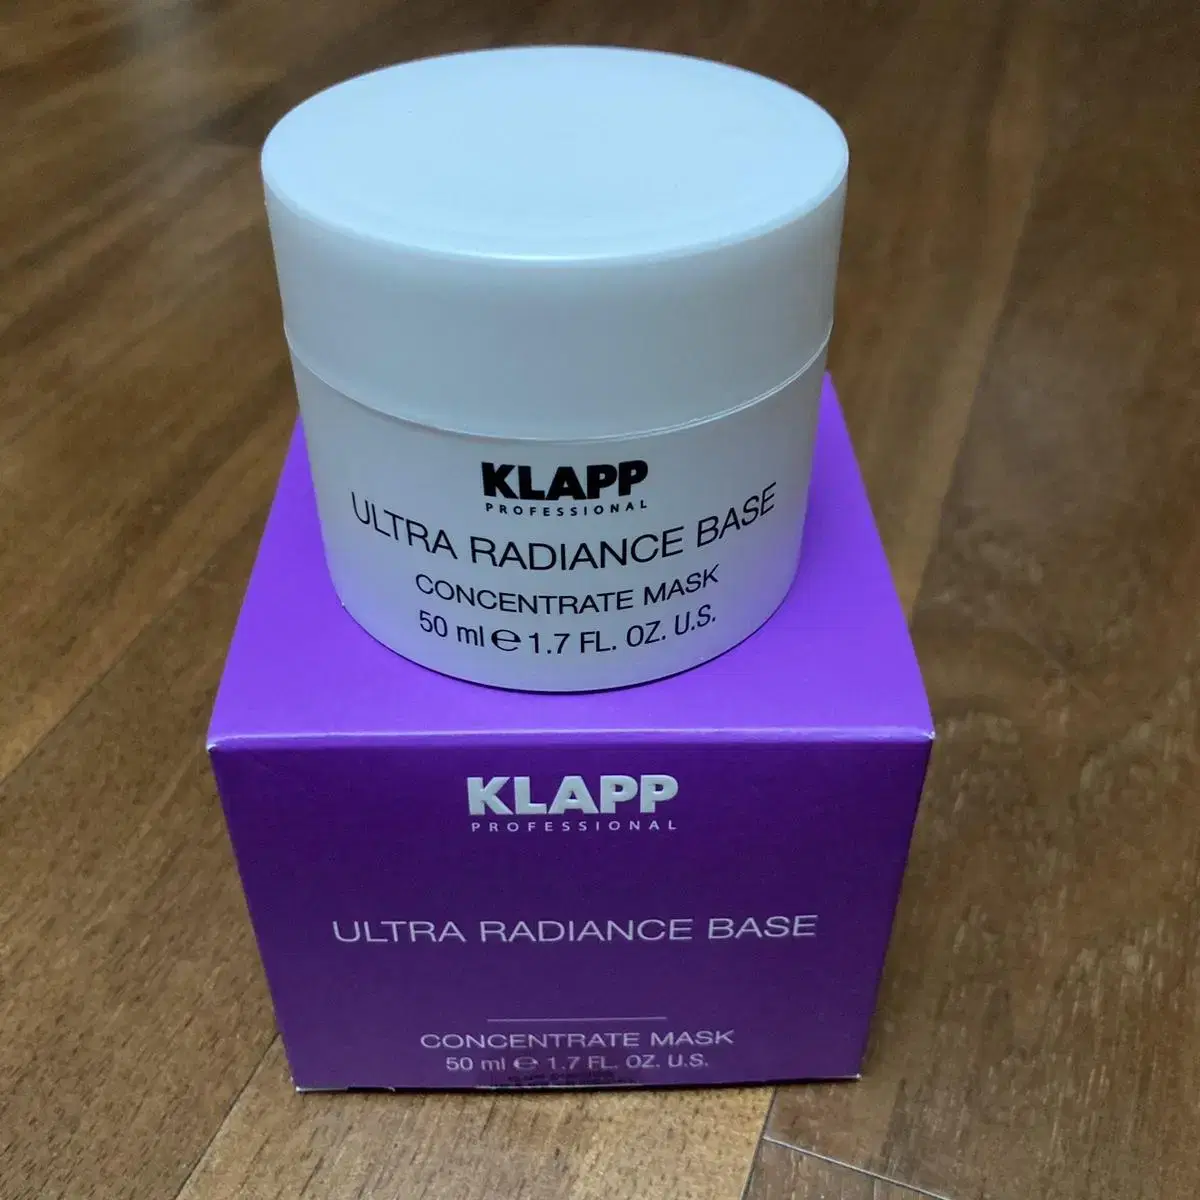 KLAPP
PROFESSIONAL
ULTRA RADIANCE BASE
CONCENTRATE MASK
50 ml ℮ 1.7 FL. OZ. U.S.
KLAPP
PROFESSIONAL
ULTRA RADIANCE BASE
CONCENTRATE MASK
50 ml ℮ 1.7 FL. OZ. U.S.